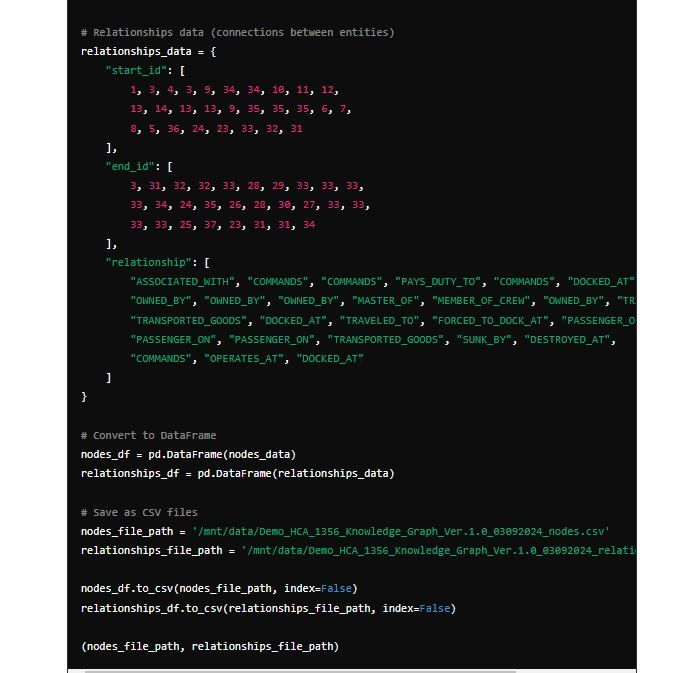 # Relationships data (connections between entities)
relationships_data = {
"start_id": [
1, 3, 4, 3, 9, 34, 34, 10, 11, 12,
13, 14, 13, 13, 9, 35, 35, 35, 6, 7,
8, 5, 36, 24, 23, 33, 32, 31
],
"end_id": [
3, 31, 32, 32, 33, 28, 29, 33, 33, 33,
33, 34, 24, 35, 26, 28, 30, 27, 33, 33,
33, 33, 25, 37, 23, 31, 31, 34
],
"relationship": [
"ASSOCIATED_WITH", "COMMANDS", "COMMANDS", "PAYS_DUTY_TO", "COMMANDS", "DOCKED_AT"
"OWNED_BY", "OWNED_BY", "OWNED_BY", "MASTER_OF", "MEMBER_OF_CREW", "OWNED_BY", "TR
"TRANSPORTED_GOODS", "DOCKED_AT", "TRAVELED_TO", "FORCED_TO_DOCK_AT", "PASSENGER_O
"PASSENGER_ON", "PASSENGER_ON", "TRANSPORTED_GOODS", "SUNK_BY", "DESTROYED_AT",
"COMMANDS", "OPERATES_AT", "DOCKED_AT"
]
}
# Convert to DataFrame
nodes_df = pd.DataFrame(nodes_data)
relationships_df = pd.DataFrame(relationships_data)
# Save as CSV files
nodes_file_path = '/mnt/data/Demo_HCA_1356_Knowledge_Graph_Ver.1.0_03092024_nodes.csv'
relationships_file_path = '/mnt/data/Demo_HCA_1356_Knowledge_Graph_Ver.1.0_03092024_relati
nodes_df.to_csv(nodes_file_path, index=False)
relationships_df.to_csv(relationships_file_path, index=False)
(nodes_file_path, relationships_file_path)